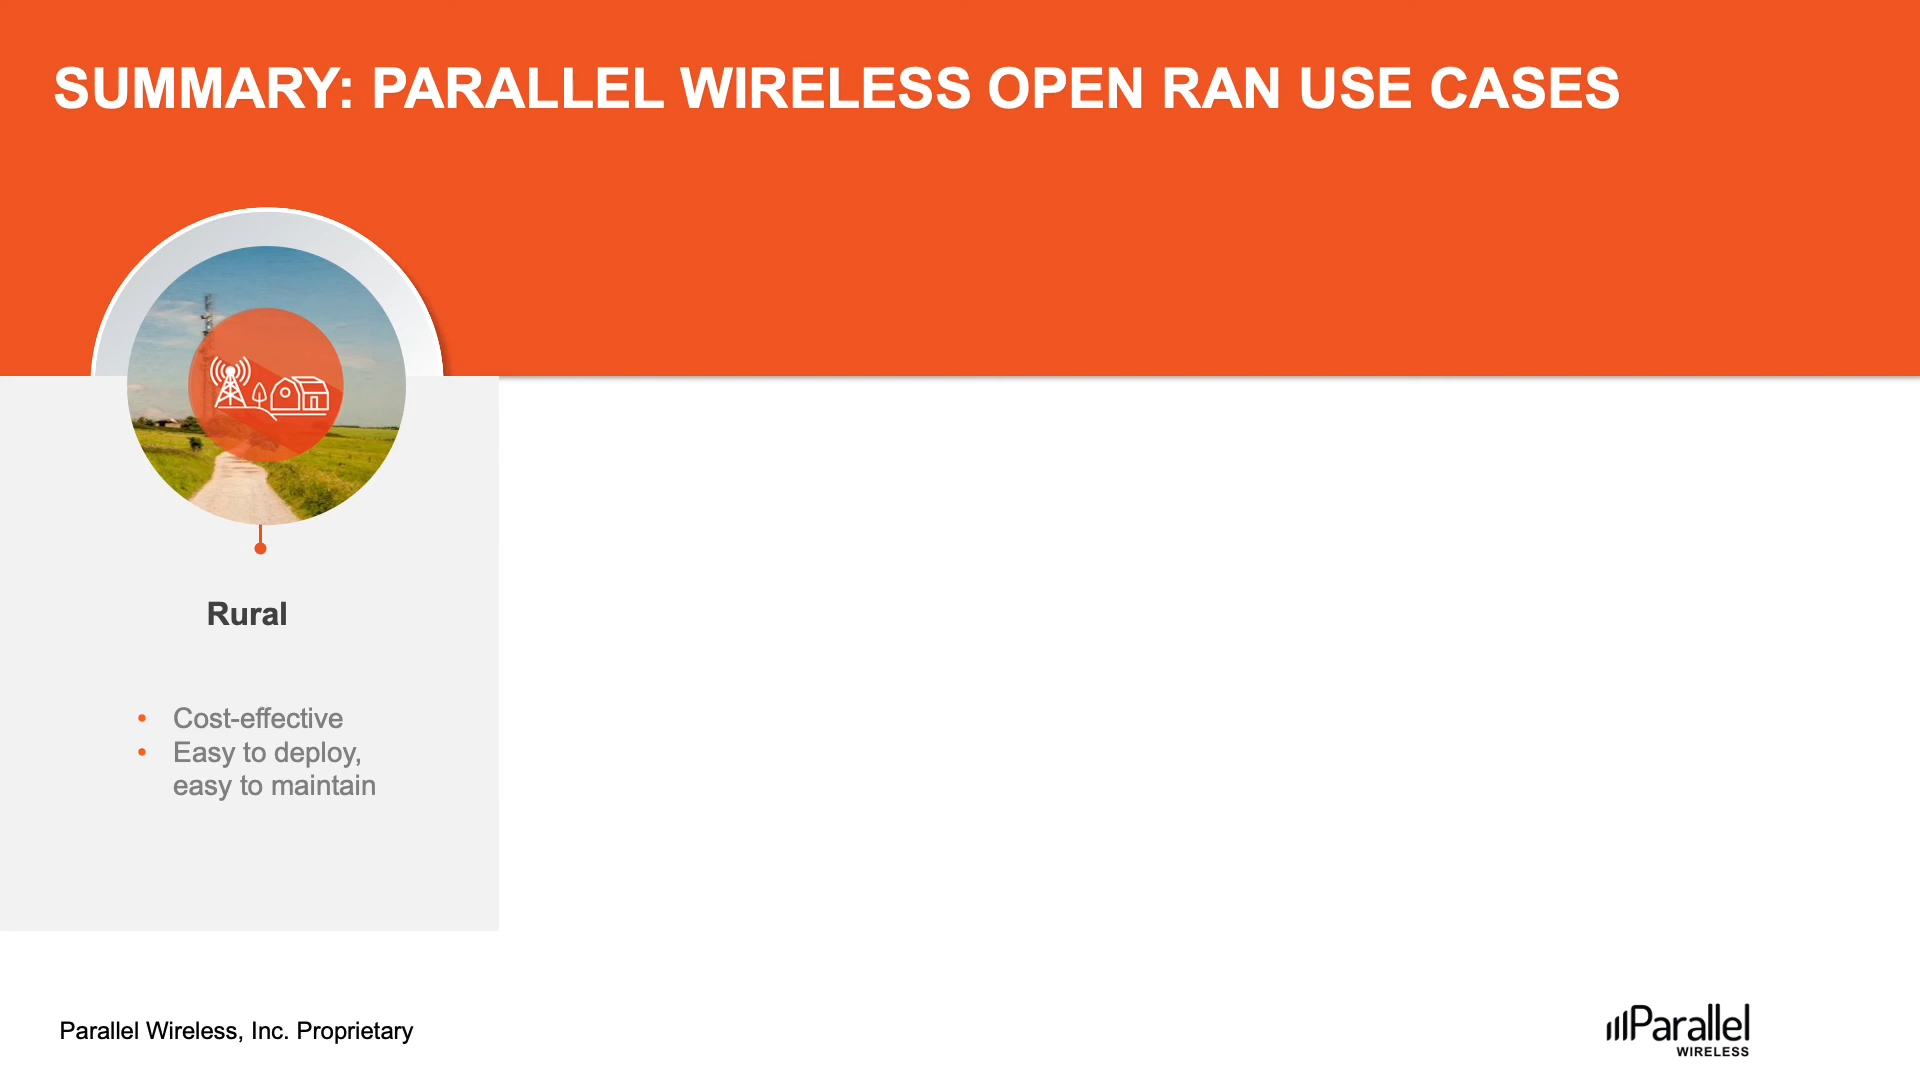 SUMMARY: PARALLEL WIRELESS OPEN RAN USE CASES
Rural
• Cost-effective
• Easy to deploy,
easy to maintain
Parallel Wireless, Inc. Proprietary
Parallel
WIRELESS